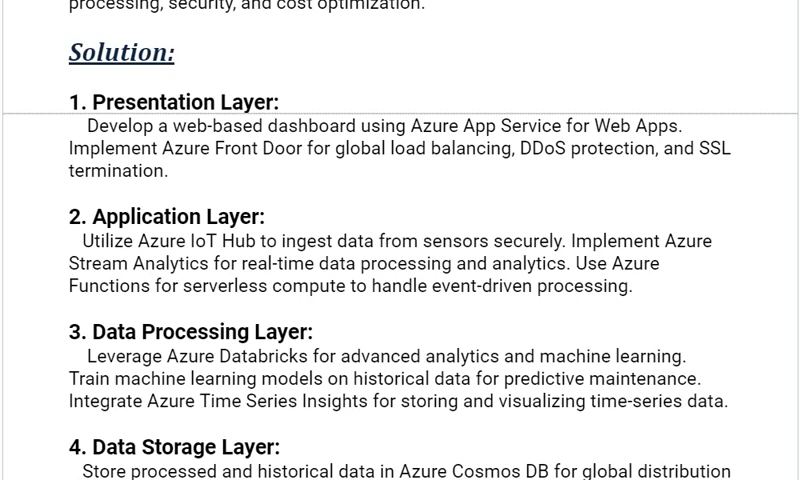 processing, security, and cost optimization.
Solution:
1. Presentation Layer:
Develop a web-based dashboard using Azure App Service for Web Apps.
Implement Azure Front Door for global load balancing, DDoS protection, and SSL
termination.
2. Application Layer:
Utilize Azure IoT Hub to ingest data from sensors securely. Implement Azure
Stream Analytics for real-time data processing and analytics. Use Azure
Functions for serverless compute to handle event-driven processing.
3. Data Processing Layer:
Leverage Azure Databricks for advanced analytics and machine learning.
Train machine learning models on historical data for predictive maintenance.
Integrate Azure Time Series Insights for storing and visualizing time-series data.
4. Data Storage Layer:
Store processed and historical data in Azure Cosmos DB for global distribution